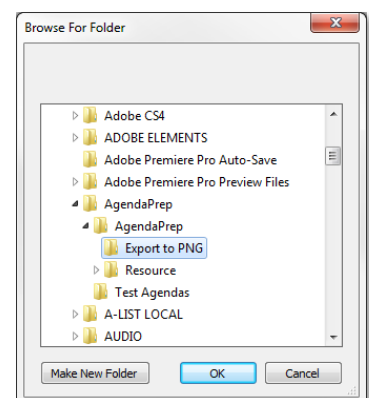 Browse For Folder
Adobe CS4
ADOBE ELEMENTS
Adobe Premiere Pro Auto-Save
Adobe Premiere Pro Preview Files
AgendaPrep
AgendaPrep
Export to PNG
Resource
Test Agendas
A-LIST LOCAL
AUDIO
Make New Folder OK Cancel